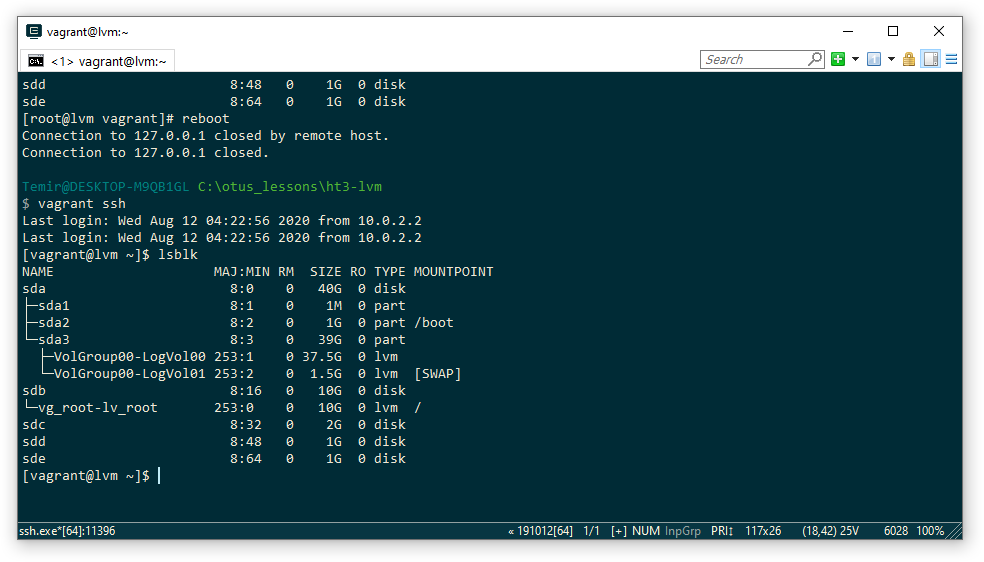 vagrant@lvm:~
<1> vagrant@lvm:~
Search
sdd                       8:48   0    1G  0 disk
sde                       8:64   0    1G  0 disk
[root@lvm vagrant]# reboot
Connection to 127.0.0.1 closed by remote host.
Connection to 127.0.0.1 closed.
Temir@DESKTOP-M9QB1GL C:\otus_lessons\ht3-lvm
$ vagrant ssh
Last login: Wed Aug 12 04:22:56 2020 from 10.0.2.2
Last login: Wed Aug 12 04:22:56 2020 from 10.0.2.2
[vagrant@lvm ~]$ lsblk
NAME                    MAJ:MIN RM  SIZE RO TYPE MOUNTPOINT
sda                       8:0    0   40G  0 disk
├─sda1                    8:1    0    1M  0 part
├─sda2                    8:2    0    1G  0 part /boot
└─sda3                    8:3    0   39G  0 part
  ├─VolGroup00-LogVol00 253:1    0 37.5G  0 lvm
  └─VolGroup00-LogVol01 253:2    0  1.5G  0 lvm  [SWAP]
sdb                       8:16   0   10G  0 disk
└─vg_root-lv_root       253:0    0   10G  0 lvm  /
sdc                       8:32   0    2G  0 disk
sdd                       8:48   0    1G  0 disk
sde                       8:64   0    1G  0 disk
[vagrant@lvm ~]$
ssh.exe*[64]:11396 « 191012[64] 1/1 [+] NUM InpGrp PRI↕ 117x26 (18,42) 25V 6028 100%